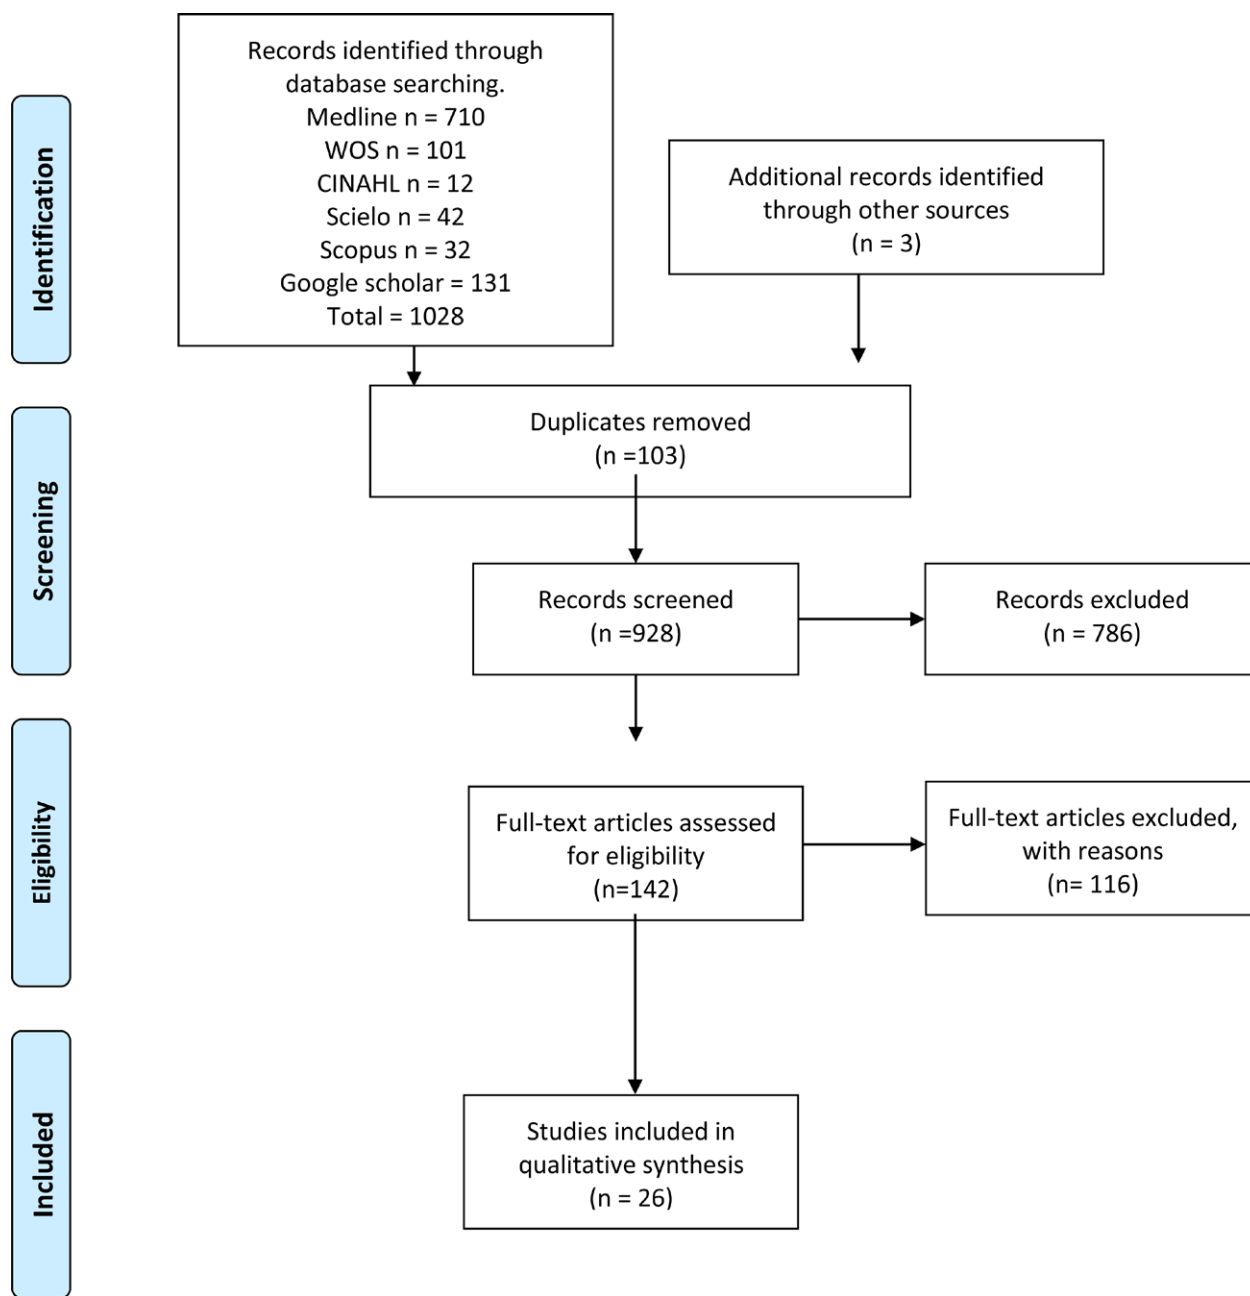 Identification
Records identified through
database searching.
Medline n = 710
WOS n = 101
CINAHL n = 12
Scielo n = 42
Scopus n = 32
Google scholar = 131
Total = 1028
Additional records identified
through other sources
(n = 3)
Screening
Duplicates removed
(n =103)
Records screened
(n =928)
Records excluded
(n = 786)
Eligibility
Full-text articles assessed
for eligibility
(n=142)
Full-text articles excluded,
with reasons
(n= 116)
Included
Studies included in
qualitative synthesis
(n = 26)